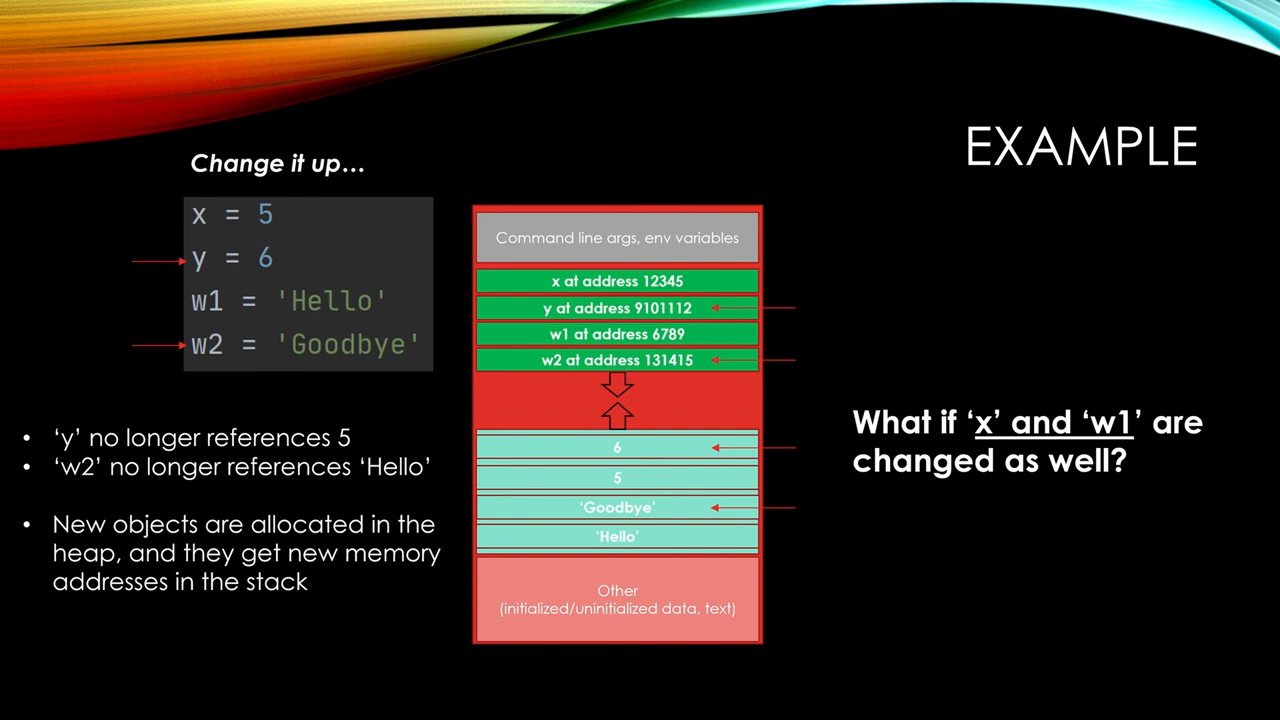 EXAMPLE
Change it up...
x = 5
y = 6
w1 = 'Hello'
w2 = 'Goodbye'
• ‘y’ no longer references 5
• ‘w2’ no longer references ‘Hello’
• New objects are allocated in the
heap, and they get new memory
addresses in the stack
Command line args, env variables
x at address 12345
y at address 9101112
w1 at address 6789
w2 at address 131415
6
5
‘Goodbye’
‘Hello’
Other
(initialized/uninitialized data, text)
What if ‘x’ and ‘w1’ are
changed as well?